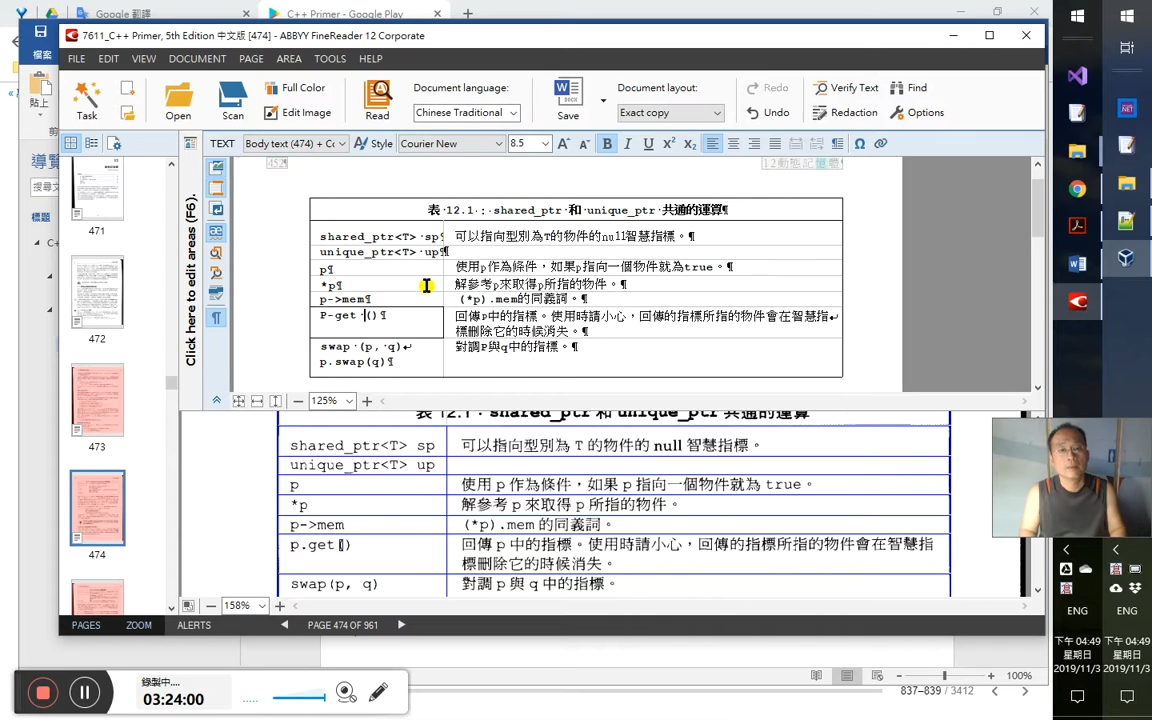 Google 翻譯
C++ Primer - Google Play
檔案
貼上
7611_C++ Primer, 5th Edition 中文版 [474] - ABBYY FineReader 12 Corporate
FILE EDIT VIEW DOCUMENT PAGE AREA TOOLS HELP
Task
Open
Scan
Full Color
Edit Image
Read
Document language:
Chinese Traditional
Save
Document layout:
Exact copy
Redo
Undo
Verify Text
Redaction
Find
Options
TEXT Body text (474) + Cc Style Courier New 8.5 B I U X² X₂
導覽
搜尋
標題
471
472
473
474
Click here to edit areas (F6).
452¶
表·12.1·:·shared_ptr·和·unique_ptr·共通的運算¶
shared_ptr<T>·sp 可以指向型別為T的物件的null智慧指標。¶
unique_ptr<T>·up¶
p¶ 使用p作為條件，如果p指向一個物件就為true。¶
*p¶ 解參考p來取得p所指的物件。¶
p->mem¶ (*p).mem的同義詞。¶
P-get·()¶ 回傳p中的指標。使用時請小心，回傳的指標所指的物件會在智慧指↵
標刪除它的時候消失。¶
swap·(p,·q)↵ 對調P與q中的指標。¶
p.swap(q)¶
125%
表 12.1：shared_ptr 和 unique_ptr 共通的運算
shared_ptr<T> sp 可以指向型別為 T 的物件的 null 智慧指標。
unique_ptr<T> up
p 使用 p 作為條件，如果 p 指向一個物件就為 true。
*p 解參考 p 來取得 p 所指的物件。
p->mem (*p).mem 的同義詞。
p.get() 回傳 p 中的指標。使用時請小心，回傳的指標所指的物件會在智慧指
標刪除它的時候消失。
swap(p, q) 對調 p 與 q 中的指標。
158%
PAGES ZOOM ALERTS PAGE 474 OF 961
錄製中....
03:24:00
100%
837–839 / 3412
ENG ENG
下午 04:49 下午 04:49
星期日 星期日
2019/11/3 2019/11/3